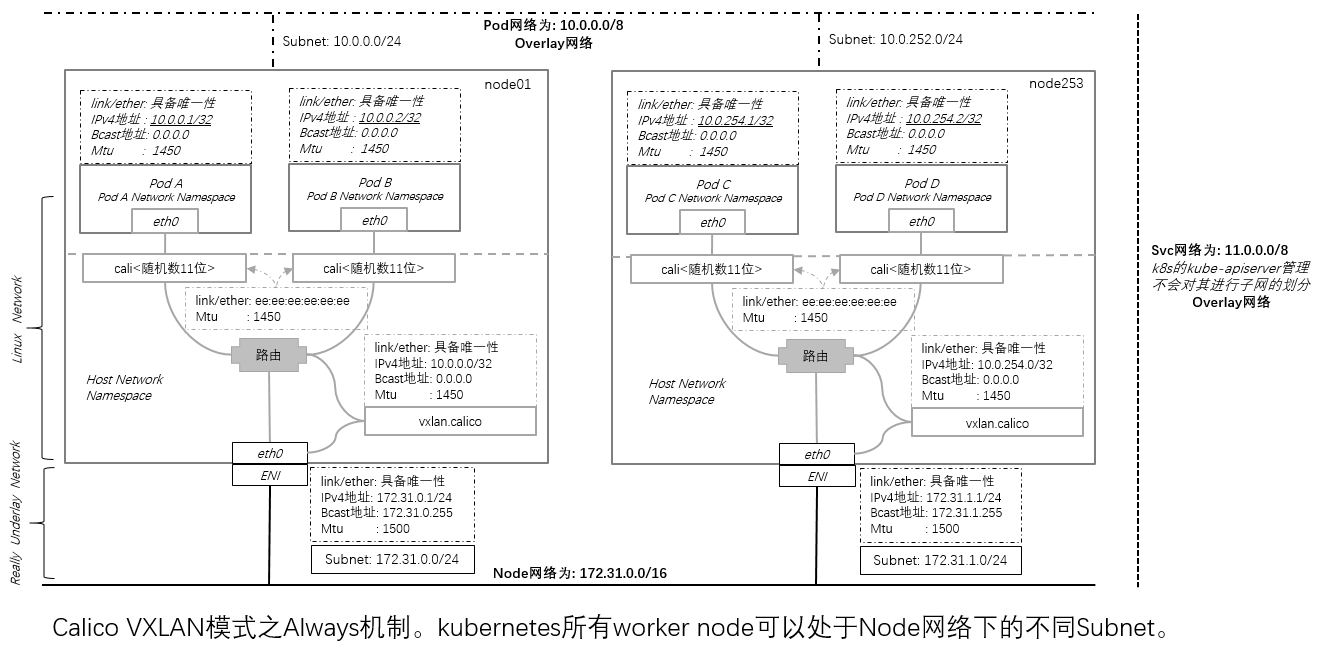 Pod网络为: 10.0.0.0/8
Overlay网络
Subnet: 10.0.0.0/24
Subnet: 10.0.252.0/24
node01
link/ether: 具备唯一性
IPv4地址 : 10.0.0.1/32
Bcast地址: 0.0.0.0
Mtu : 1450
link/ether: 具备唯一性
IPv4地址 : 10.0.0.2/32
Bcast地址: 0.0.0.0
Mtu : 1450
Pod A
Pod A Network Namespace
eth0
Pod B
Pod B Network Namespace
eth0
cali<随机数11位>
cali<随机数11位>
link/ether: ee:ee:ee:ee:ee:ee
Mtu : 1450
路由
link/ether: 具备唯一性
IPv4地址: 10.0.0.0/32
Bcast地址: 0.0.0.0
Mtu : 1450
vxlan.calico
Host Network
Namespace
eth0
ENI
link/ether: 具备唯一性
IPv4地址: 172.31.0.1/24
Bcast地址: 172.31.0.255
Mtu : 1500
Subnet: 172.31.0.0/24
node253
link/ether: 具备唯一性
IPv4地址 : 10.0.254.1/32
Bcast地址: 0.0.0.0
Mtu : 1450
link/ether: 具备唯一性
IPv4地址 : 10.0.254.2/32
Bcast地址: 0.0.0.0
Mtu : 1450
Pod C
Pod C Network Namespace
eth0
Pod D
Pod D Network Namespace
eth0
cali<随机数11位>
cali<随机数11位>
link/ether: ee:ee:ee:ee:ee:ee
Mtu : 1450
路由
link/ether: 具备唯一性
IPv4地址: 10.0.254.0/32
Bcast地址: 0.0.0.0
Mtu : 1450
vxlan.calico
Host Network
Namespace
eth0
ENI
link/ether: 具备唯一性
IPv4地址: 172.31.1.1/24
Bcast地址: 172.31.1.255
Mtu : 1500
Subnet: 172.31.1.0/24
Linux Network
Really Underlay Network
Node网络为: 172.31.0.0/16
Svc网络为: 11.0.0.0/8
k8s的kube-apiserver管理
不会对其进行子网的划分
Overlay网络
Calico VXLAN模式之Always机制。kubernetes所有worker node可以处于Node网络下的不同Subnet。